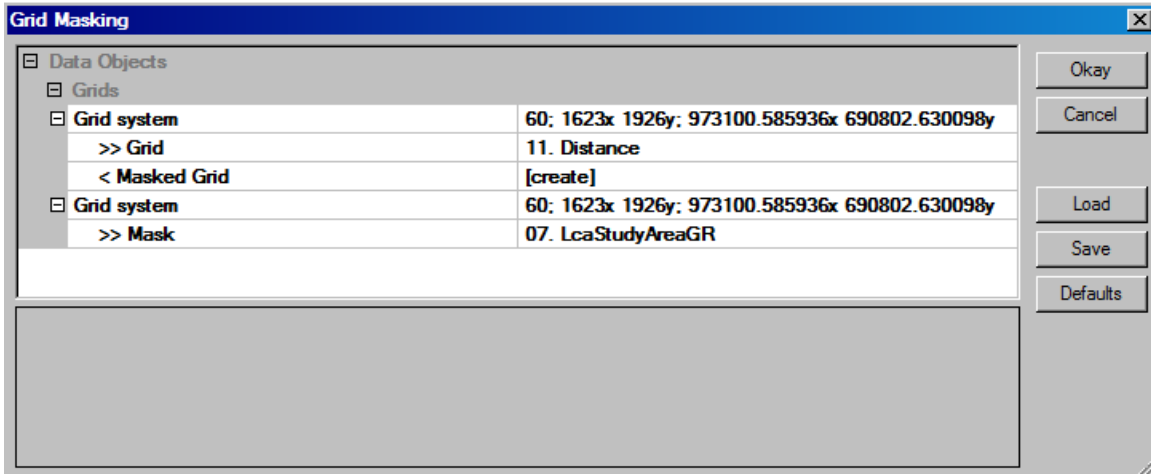 Grid Masking
Data Objects
Grids
Grid system 60; 1623x 1926y; 973100.585936x 690802.630098y
>> Grid 11. Distance
< Masked Grid [create]
Grid system 60; 1623x 1926y; 973100.585936x 690802.630098y
>> Mask 07. LcaStudyAreaGR
Okay
Cancel
Load
Save
Defaults